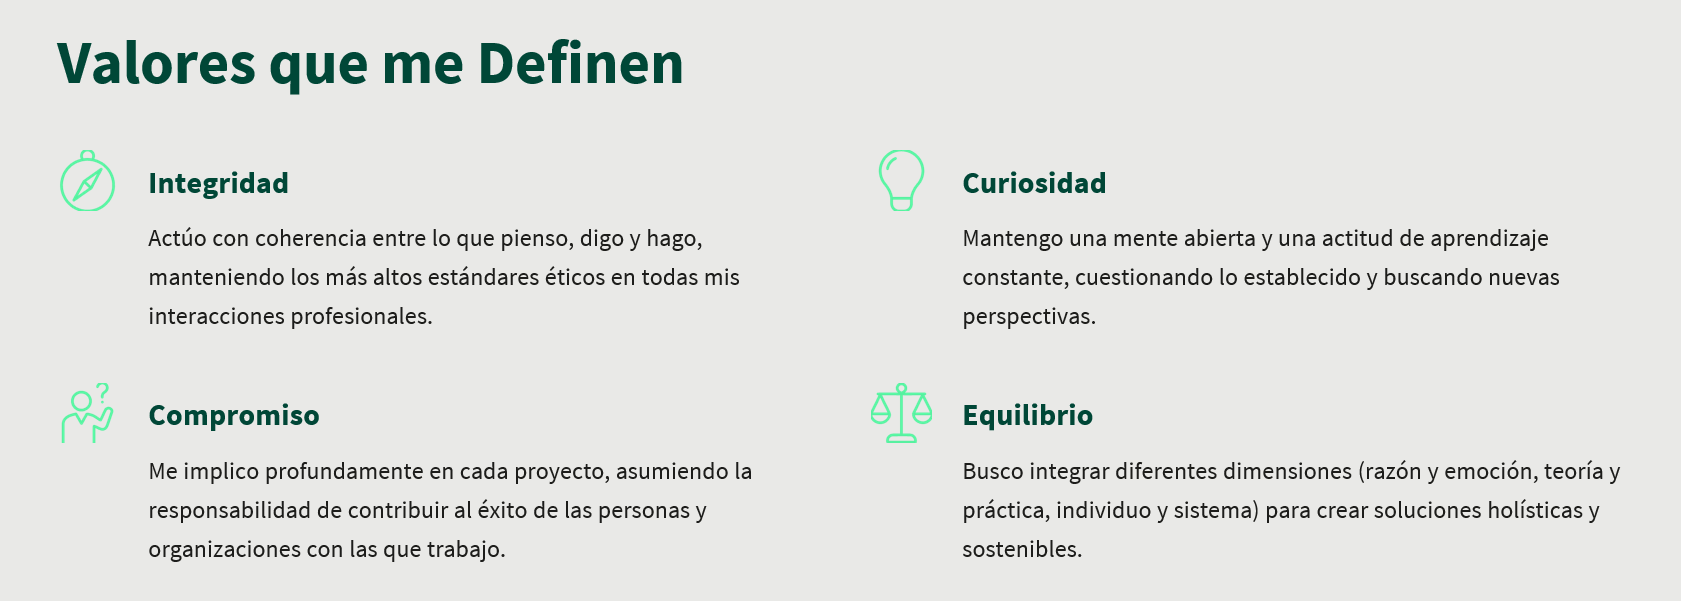 Valores que me Definen
Integridad
Actúo con coherencia entre lo que pienso, digo y hago,
manteniendo los más altos estándares éticos en todas mis
interacciones profesionales.
Curiosidad
Mantengo una mente abierta y una actitud de aprendizaje
constante, cuestionando lo establecido y buscando nuevas
perspectivas.
Compromiso
Me implico profundamente en cada proyecto, asumiendo la
responsabilidad de contribuir al éxito de las personas y
organizaciones con las que trabajo.
Equilibrio
Busco integrar diferentes dimensiones (razón y emoción, teoría y
práctica, individuo y sistema) para crear soluciones holísticas y
sostenibles.